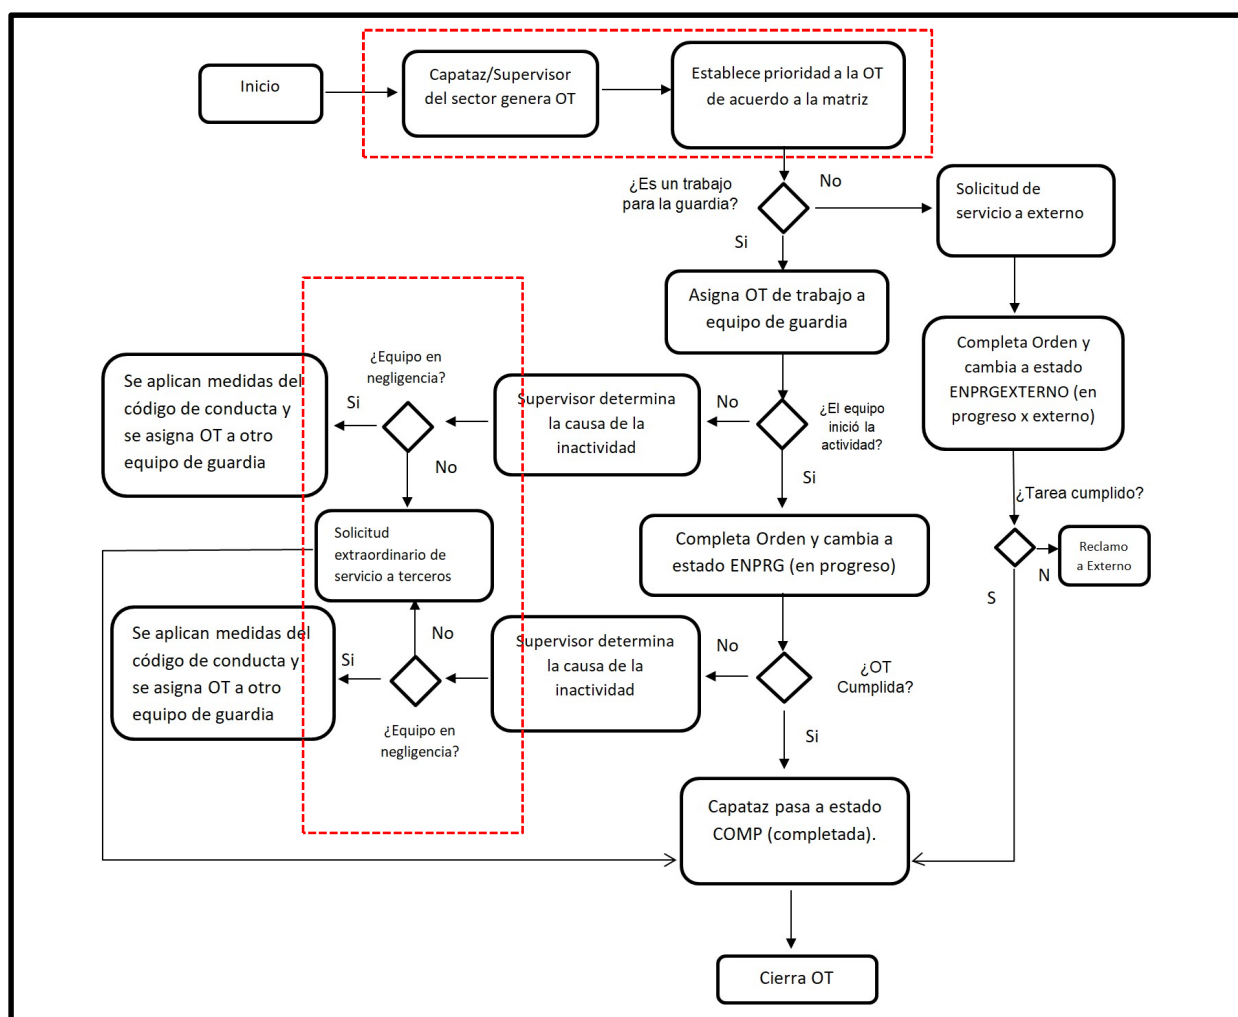 Inicio
Capataz/Supervisor
del sector genera OT
Establece prioridad a la OT
de acuerdo a la matriz
¿Es un trabajo
para la guardia?
No
Solicitud de
servicio a externo
Si
Asigna OT de trabajo a
equipo de guardia
Completa Orden y
cambia a estado
ENPRGEXTERNO (en
progreso x externo)
¿Equipo en
negligencia?
Se aplican medidas del
código de conducta y
se asigna OT a otro
equipo de guardia
Si
No
Supervisor determina
la causa de la
inactividad
No
¿El equipo
inició la
actividad?
Si
¿Tarea cumplido?
Solicitud
extraordinario de
servicio a terceros
Completa Orden y cambia a
estado ENPRG (en progreso)
Reclamo
a Externo
N
S
Se aplican medidas del
código de conducta y
se asigna OT a otro
equipo de guardia
Si
No
¿Equipo en
negligencia?
Supervisor determina
la causa de la
inactividad
No
¿OT
Cumplida?
Si
Capataz pasa a estado
COMP (completada).
Cierra OT